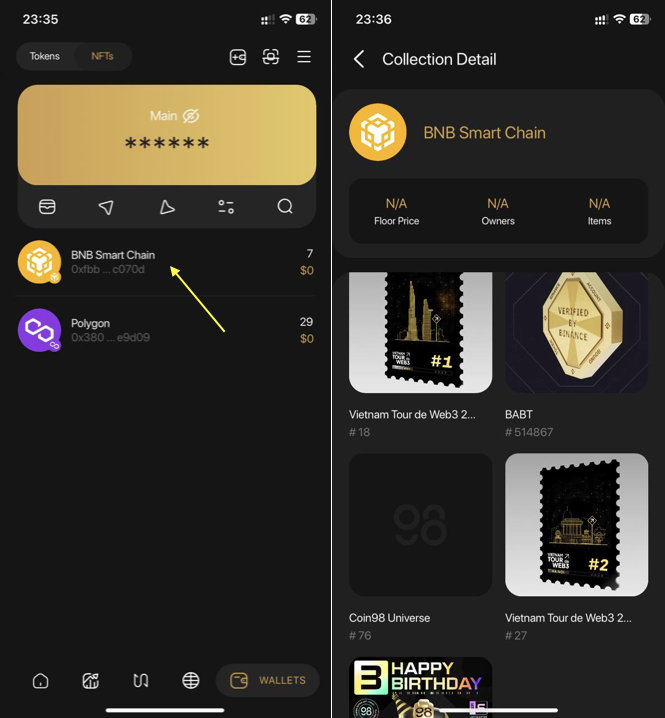 23:35
62
Tokens
NFTs
Main
******
BNB Smart Chain
0xfbb ... c070d
7
$0
Polygon
0x380 ... e9d09
29
$0
WALLETS
23:36
62
Collection Detail
BNB Smart Chain
N/A
Floor Price
N/A
Owners
N/A
Items
VIETNAM
TOUR de
WEB3
#1
Vietnam Tour de Web3 2...
#18
VERIFIED
BY
BINANCE
BABT
#514867
98
Coin98 Universe
#76
VIETNAM
TOUR de
WEB3
#2
Vietnam Tour de Web3 2...
#27
3
HAPPY
BIRTHDAY
98